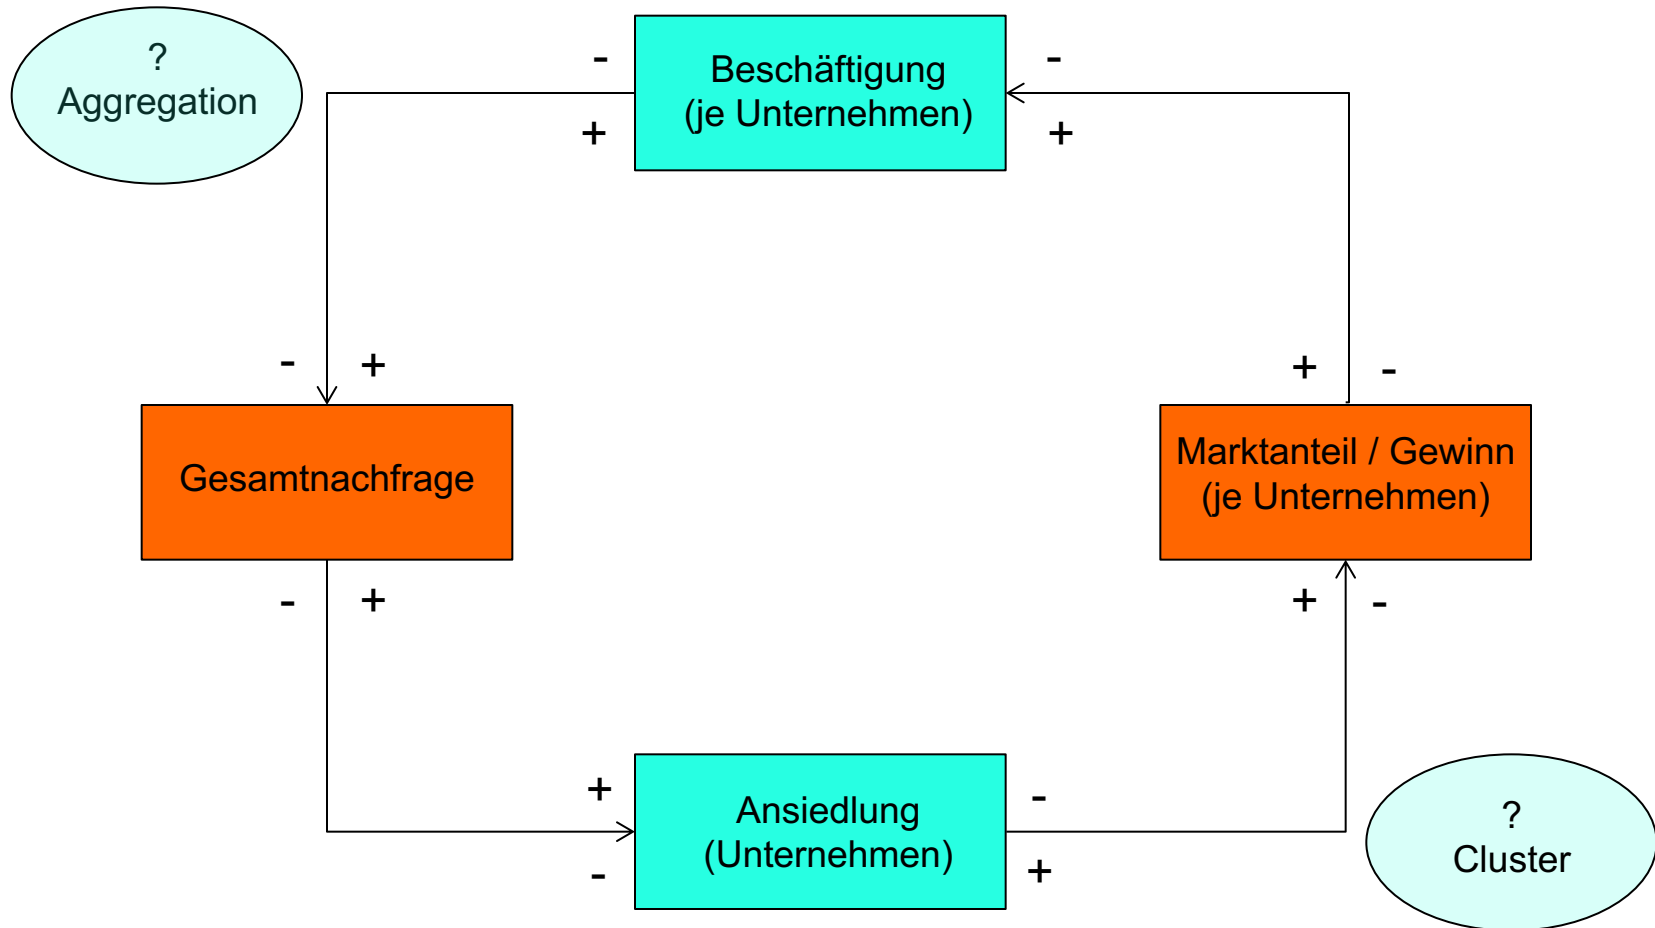 ?
Aggregation
Beschäftigung
(je Unternehmen)
-
+
-
+
-
+
+
-
Gesamtnachfrage
Marktanteil / Gewinn
(je Unternehmen)
-
+
+
-
+
-
Ansiedlung
(Unternehmen)
-
+
?
Cluster